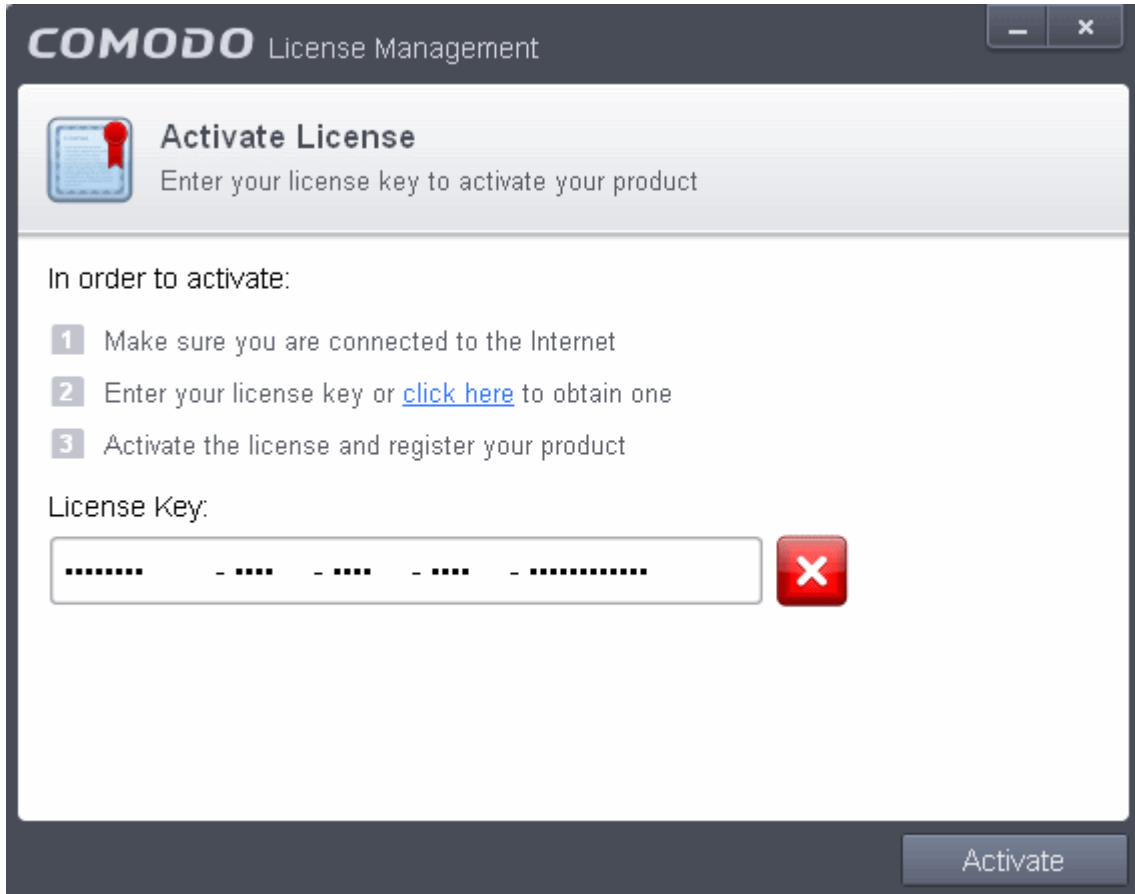 COMODO License Management
Activate License
Enter your license key to activate your product
In order to activate:
1 Make sure you are connected to the Internet
2 Enter your license key or click here to obtain one
3 Activate the license and register your product
License Key:
•••••••• - •••• - •••• - •••• - ••••••••••••
Activate